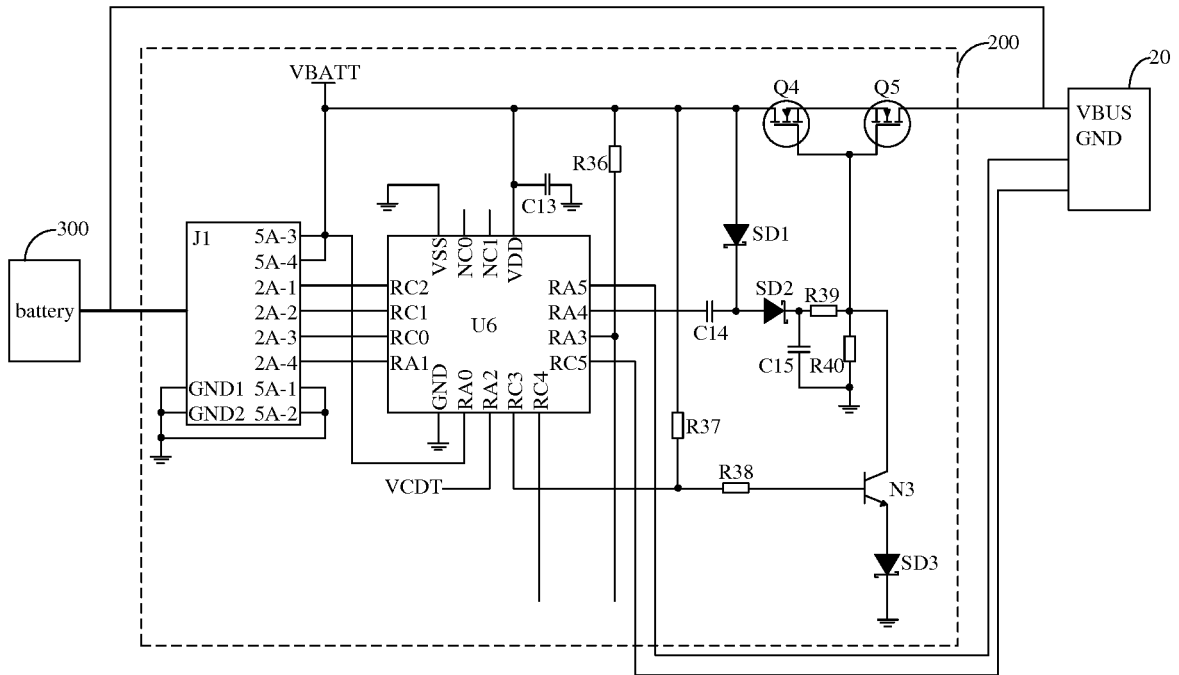 200
20
VBATT
Q4
Q5
VBUS
GND
R36
C13
300
J1
5A-3
5A-4
2A-1
2A-2
2A-3
2A-4
GND1
5A-1
GND2
5A-2
battery
VSS
NC0
NC1
VDD
RC2
RC1
RC0
RA1
U6
RA5
RA4
RA3
RC5
GND
RA0
RA2
RC3
RC4
SD1
SD2
R39
C14
C15
R40
R37
R38
VCDT
N3
SD3